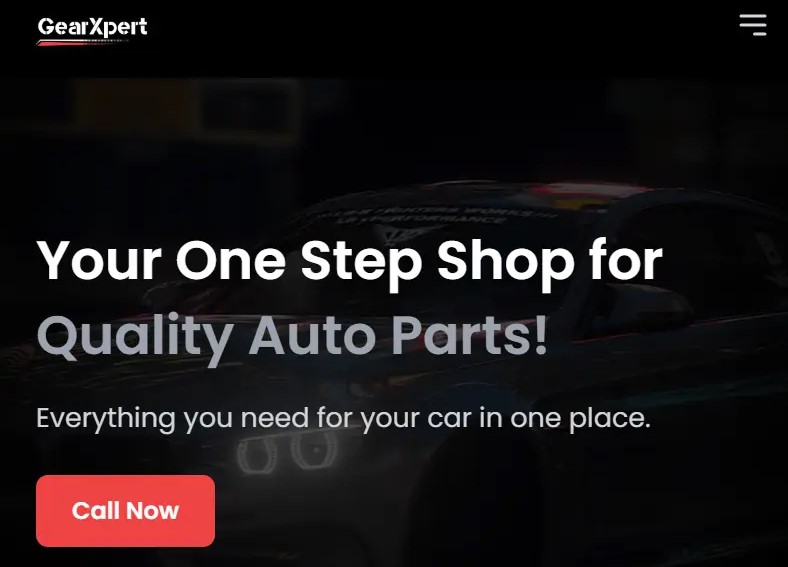 GearXpert
Your One Step Shop for
Quality Auto Parts!
Everything you need for your car in one place.
Call Now